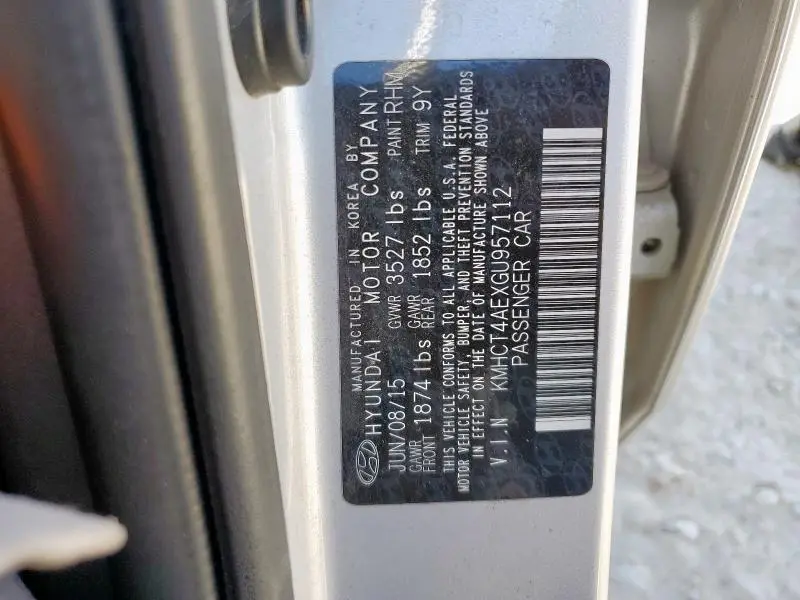 MANUFACTURED IN KOREA BY
HYUNDAI MOTOR COMPANY
JUN/08/15 GVWR 3527 lbs PAINT RHM
GAWR FRONT 1874 lbs GAWR REAR 1852 lbs TRIM 9Y
THIS VEHICLE CONFORMS TO ALL APPLICABLE U.S.A. FEDERAL
MOTOR VEHICLE SAFETY, BUMPER, AND THEFT PREVENTION STANDARDS
IN EFFECT ON THE DATE OF MANUFACTURE SHOWN ABOVE
V.I.N KMHCT4AEXGU957112
PASSENGER CAR